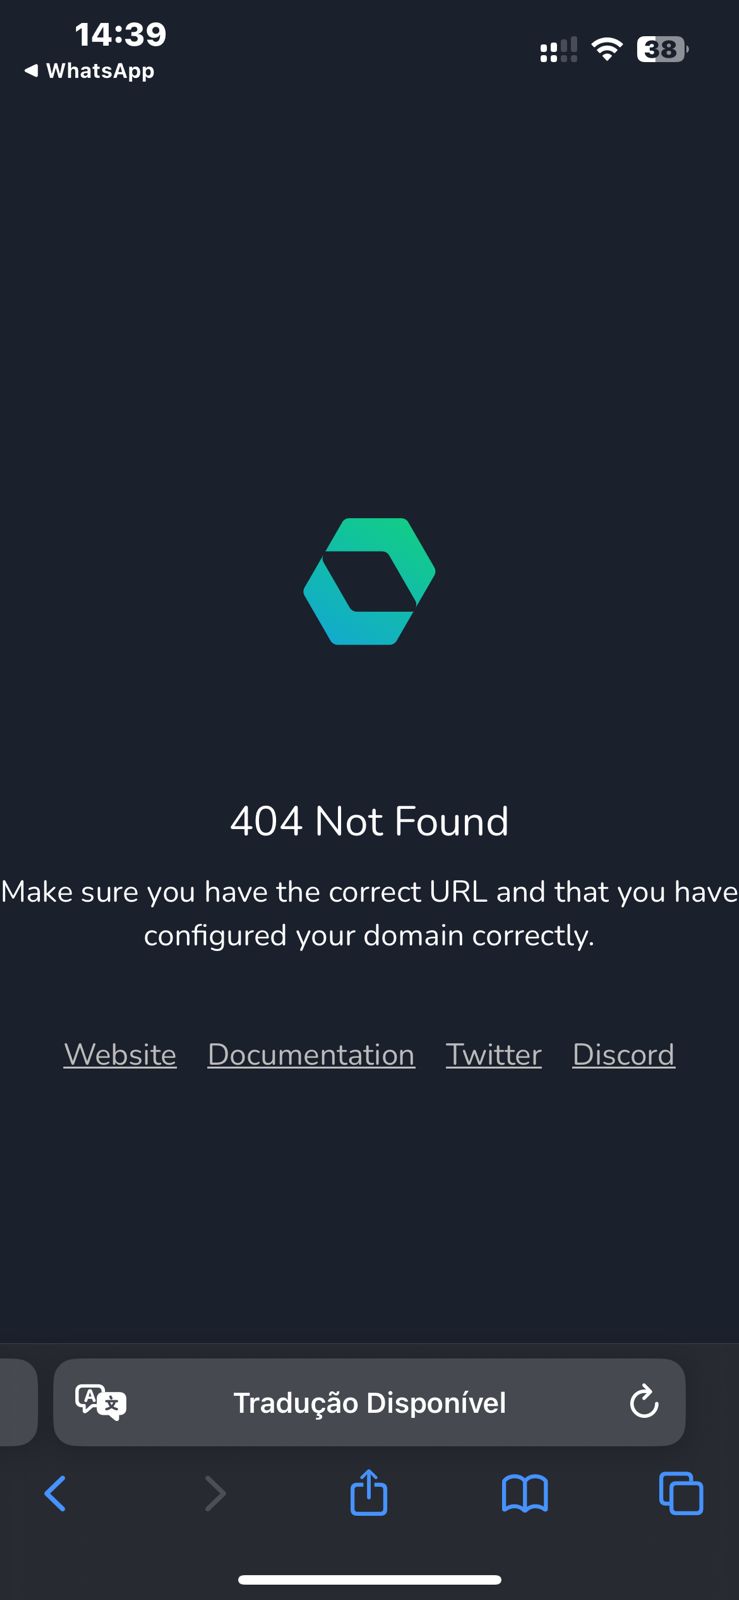 14:39
38
◀ WhatsApp
404 Not Found
Make sure you have the correct URL and that you have
configured your domain correctly.
Website Documentation Twitter Discord
Tradução Disponível